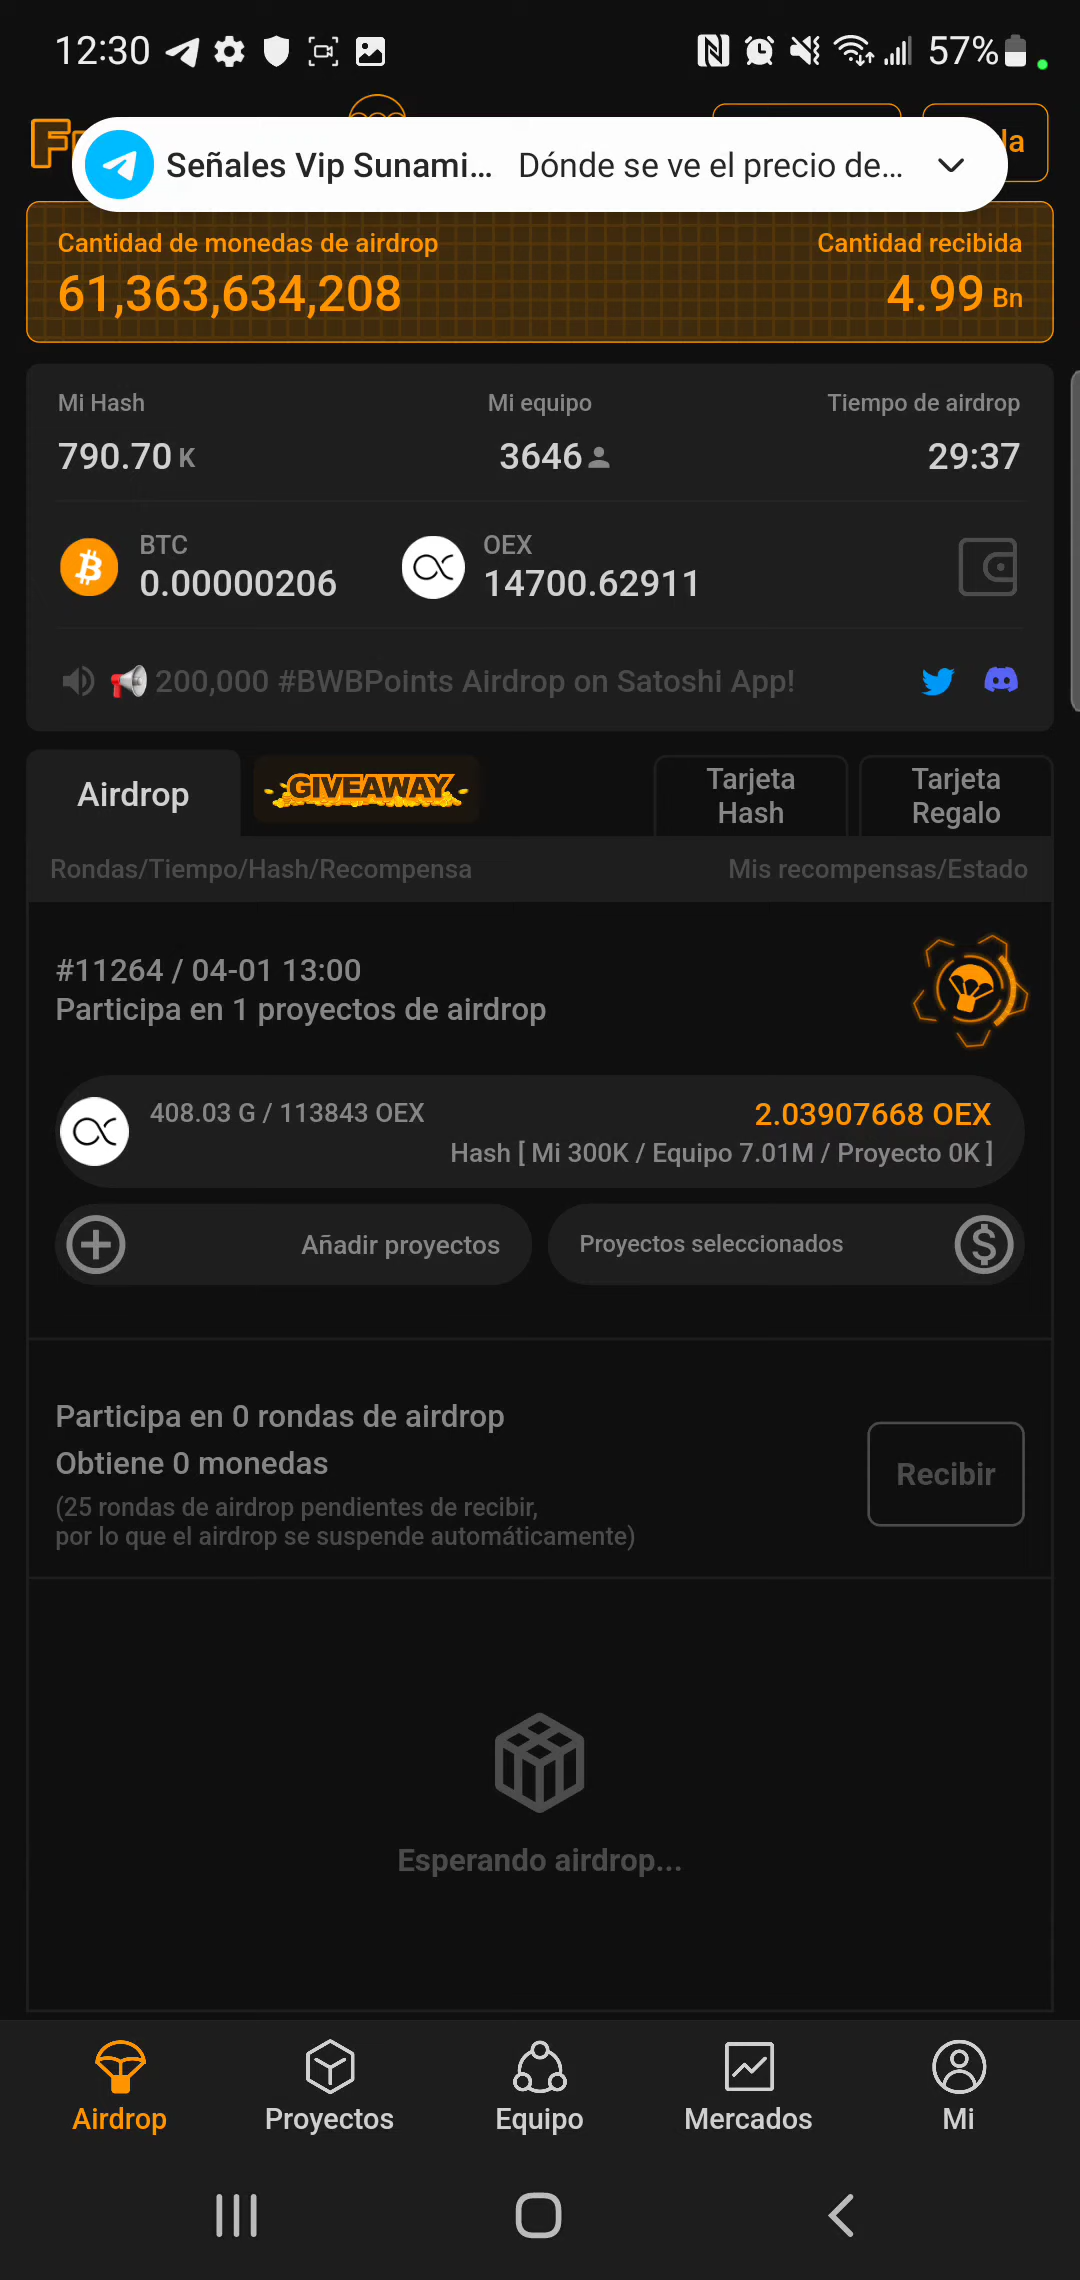 12:30
57%
Señales Vip Sunami... Dónde se ve el precio de...
Cantidad de monedas de airdrop
Cantidad recibida
61,363,634,208
4.99 Bn
Mi Hash
Mi equipo
Tiempo de airdrop
790.70 K
3646
29:37
BTC
0.00000206
OEX
14700.62911
200,000 #BWBPoints Airdrop on Satoshi App!
Airdrop
GIVEAWAY
Tarjeta
Hash
Tarjeta
Regalo
Rondas/Tiempo/Hash/Recompensa
Mis recompensas/Estado
#11264 / 04-01 13:00
Participa en 1 proyectos de airdrop
408.03 G / 113843 OEX
2.03907668 OEX
Hash [ Mi 300K / Equipo 7.01M / Proyecto 0K ]
Añadir proyectos
Proyectos seleccionados
Participa en 0 rondas de airdrop
Obtiene 0 monedas
(25 rondas de airdrop pendientes de recibir,
por lo que el airdrop se suspende automáticamente)
Recibir
Esperando airdrop...
Airdrop
Proyectos
Equipo
Mercados
Mi